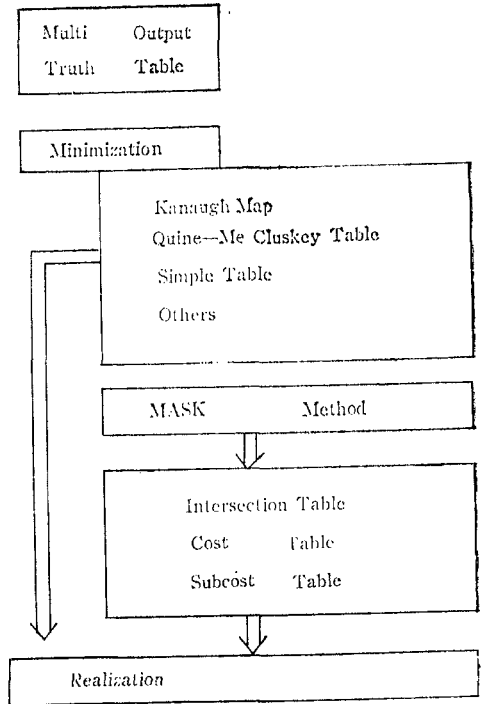 Multi Output
Truth Table
Minimization
Kanaugh Map
Quine—Me Cluskey Table
Simple Table
Others
MASK Method
Intersection Table
Cost Table
Subcost Table
Realization